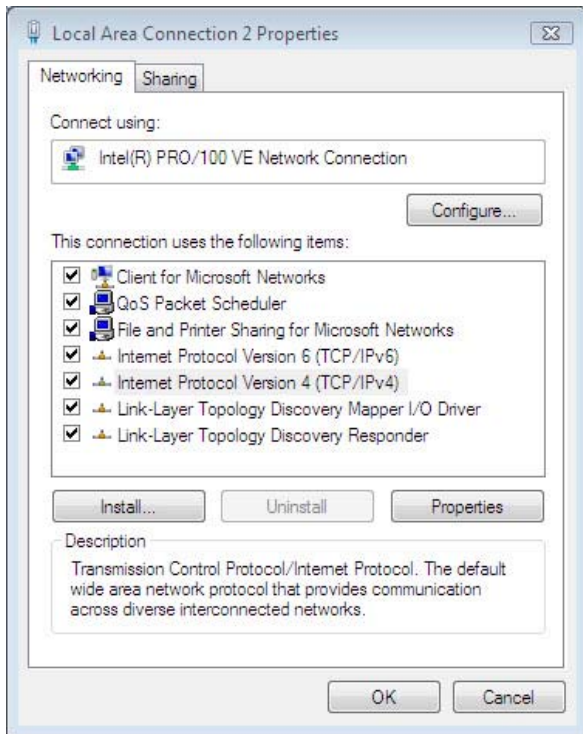 Local Area Connection 2 Properties
Networking
Sharing
Connect using:
Intel(R) PRO/100 VE Network Connection
Configure...
This connection uses the following items:
Client for Microsoft Networks
QoS Packet Scheduler
File and Printer Sharing for Microsoft Networks
Internet Protocol Version 6 (TCP/IPv6)
Internet Protocol Version 4 (TCP/IPv4)
Link-Layer Topology Discovery Mapper I/O Driver
Link-Layer Topology Discovery Responder
Install...
Uninstall
Properties
Description
Transmission Control Protocol/Internet Protocol. The default
wide area network protocol that provides communication
across diverse interconnected networks.
OK
Cancel